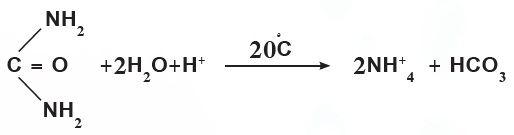 NH₂
C = O +2H₂O+H⁺ 20°C 2NH⁺₄ + HCO₃
NH₂